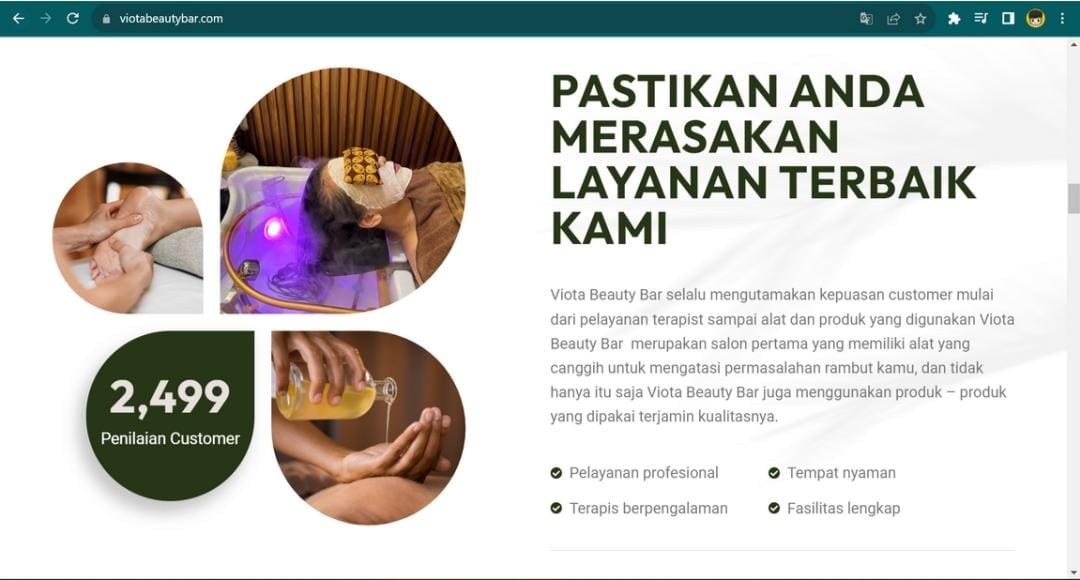 viotabeautybar.com
PASTIKAN ANDA
MERASAKAN
LAYANAN TERBAIK
KAMI
Viota Beauty Bar selalu mengutamakan kepuasan customer mulai
dari pelayanan terapist sampai alat dan produk yang digunakan Viota
Beauty Bar  merupakan salon pertama yang memiliki alat yang
canggih untuk mengatasi permasalahan rambut kamu, dan tidak
hanya itu saja Viota Beauty Bar juga menggunakan produk – produk
yang dipakai terjamin kualitasnya.
2,499
Penilaian Customer
Pelayanan profesional
Tempat nyaman
Terapis berpengalaman
Fasilitas lengkap